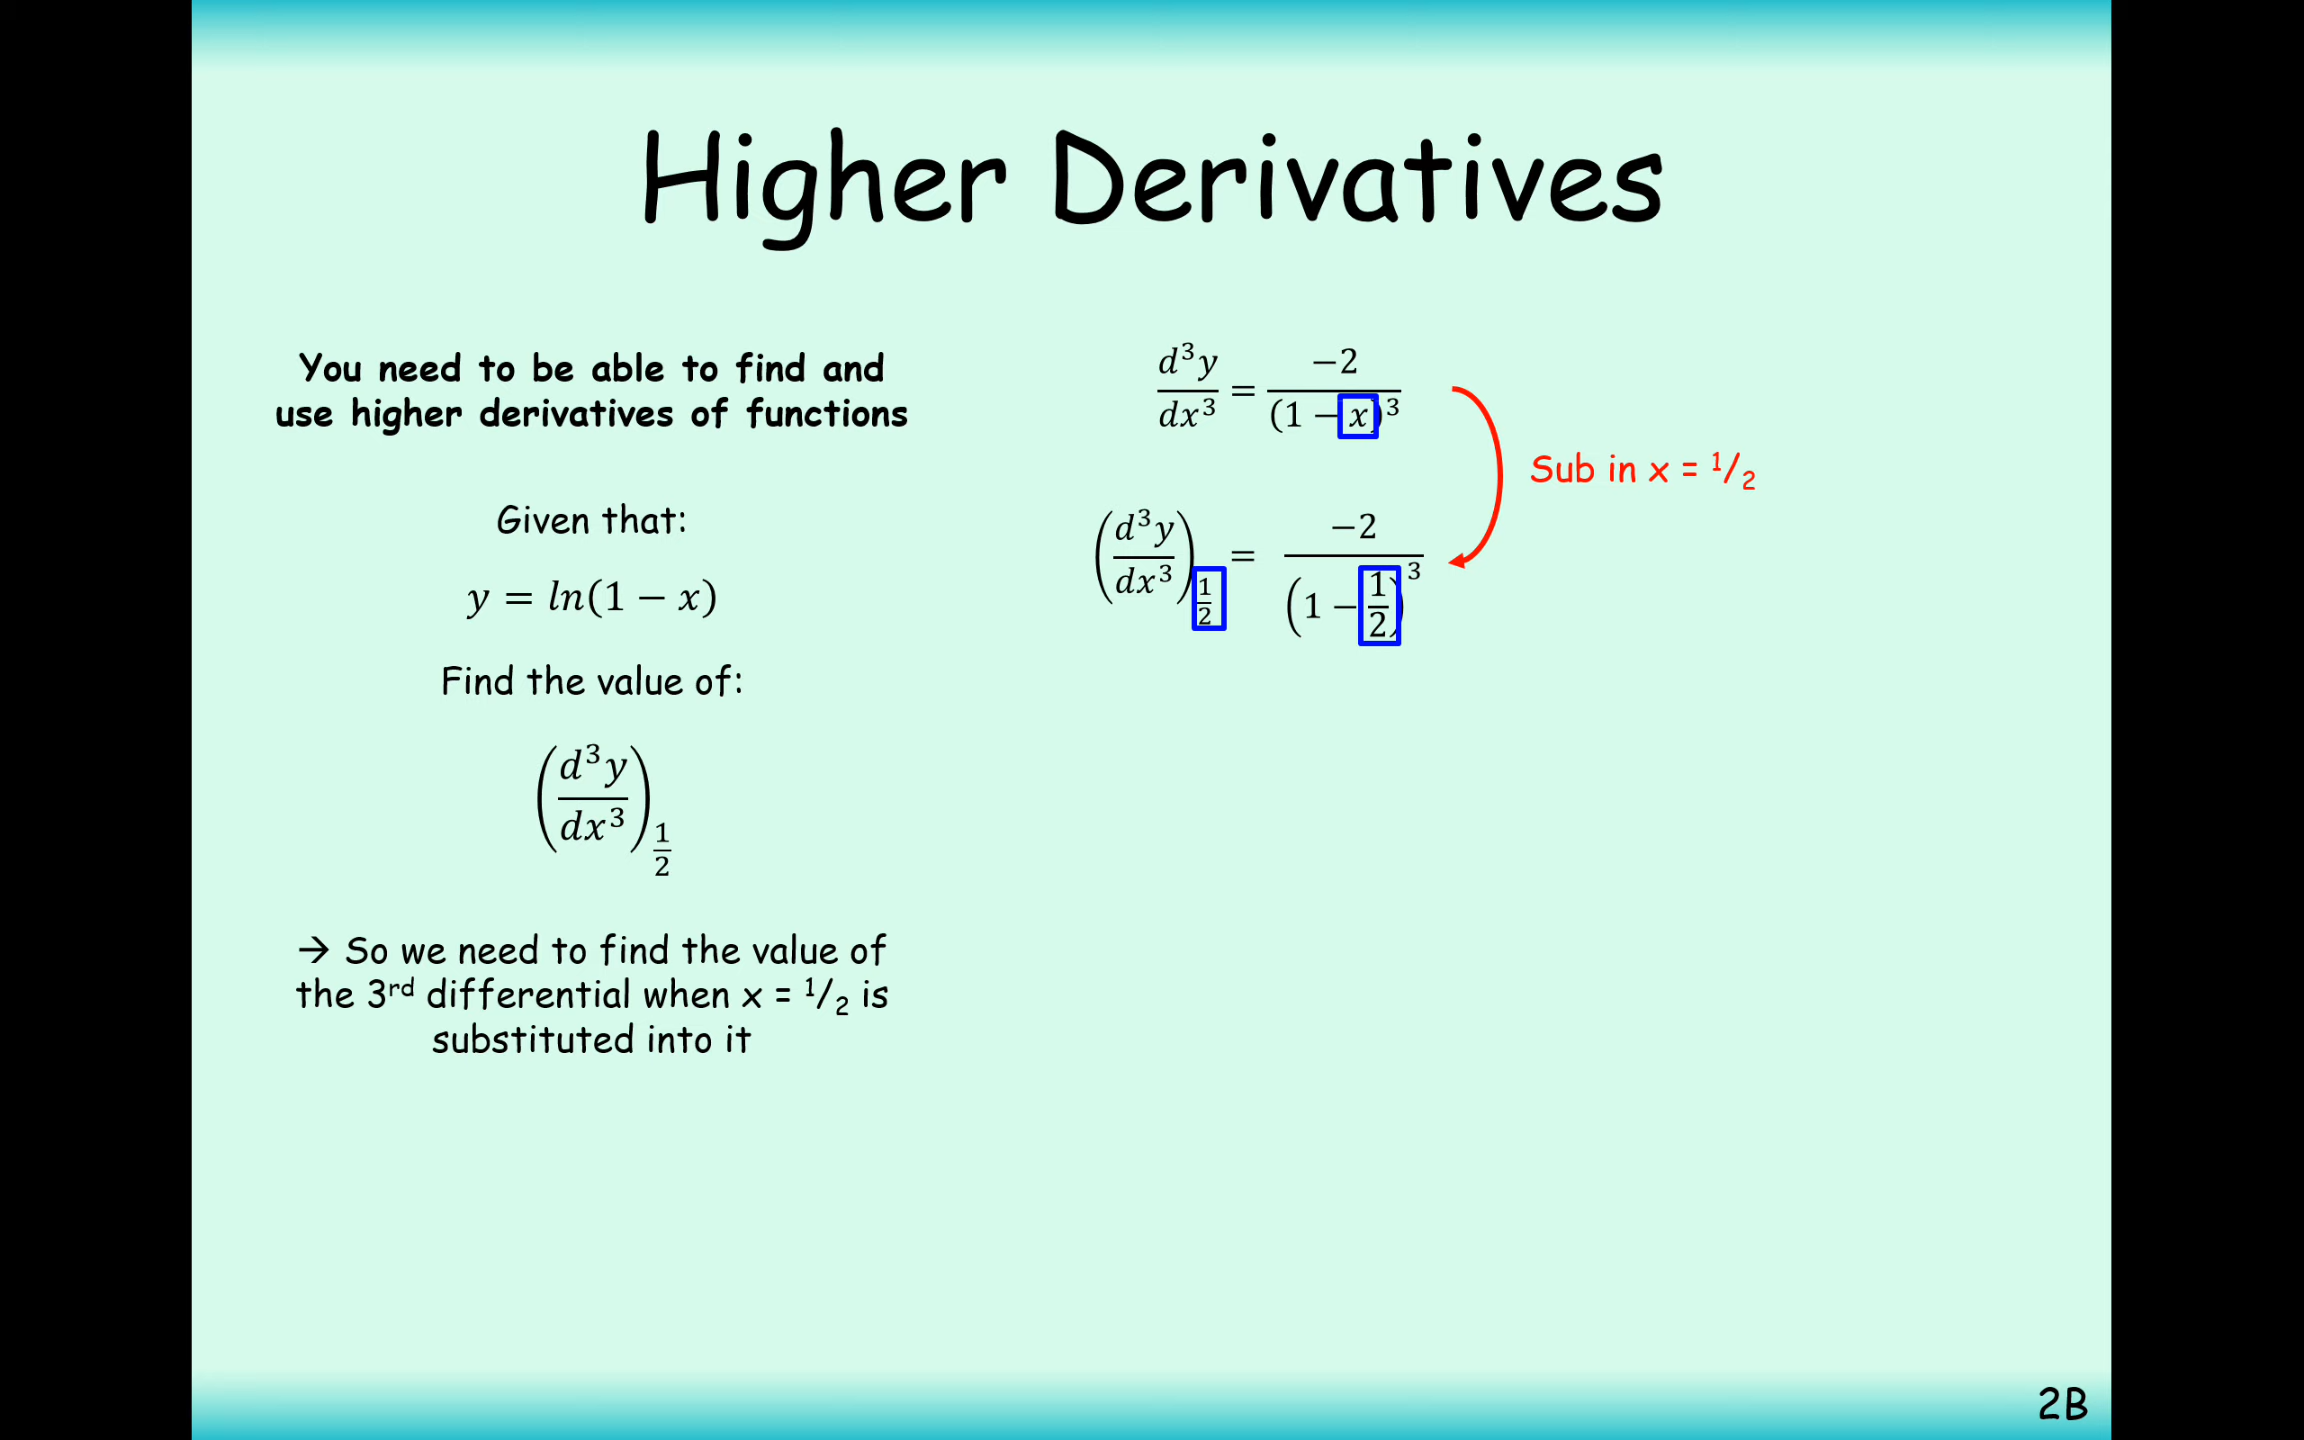 Higher Derivatives
You need to be able to find and
use higher derivatives of functions
Given that:
y = ln(1 − x)
Find the value of:
(d³y/dx³)½
→ So we need to find the value of
the 3rd differential when x = 1/2 is
substituted into it
d³y/dx³ = −2/(1 − x)³
Sub in x = 1/2
(d³y/dx³)½ = −2/(1 − ½)³
2B